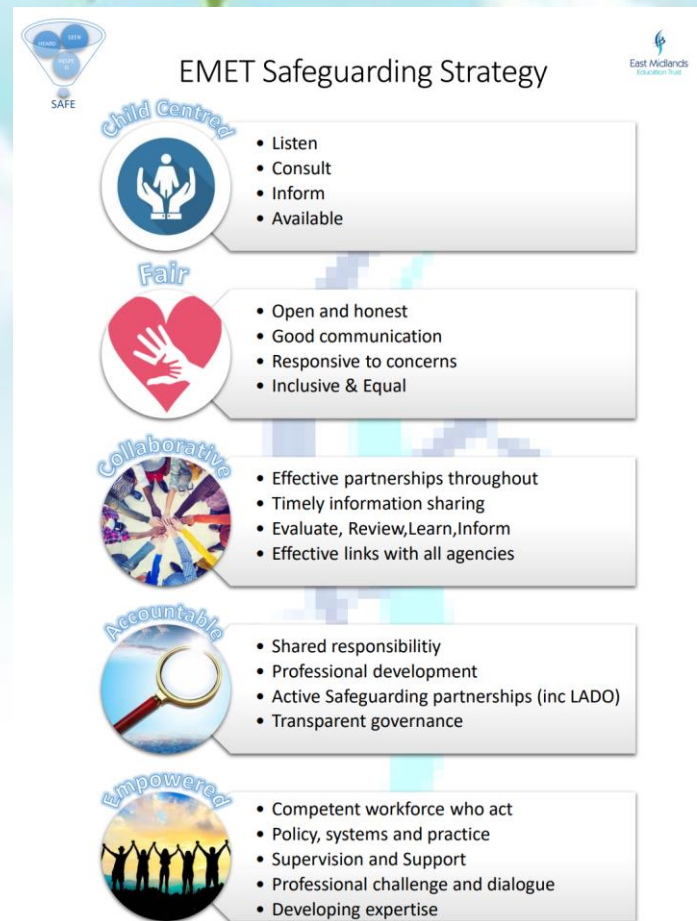 HEARD
SEEN
HELPE
D
SAFE
EMET Safeguarding Strategy
East Midlands
Education Trust
Child Centred
• Listen
• Consult
• Inform
• Available
Fair
• Open and honest
• Good communication
• Responsive to concerns
• Inclusive & Equal
Collaborative
• Effective partnerships throughout
• Timely information sharing
• Evaluate, Review,Learn,Inform
• Effective links with all agencies
Accountable
• Shared responsibilitiy
• Professional development
• Active Safeguarding partnerships (inc LADO)
• Transparent governance
Empowered
• Competent workforce who act
• Policy, systems and practice
• Supervision and Support
• Professional challenge and dialogue
• Developing expertise